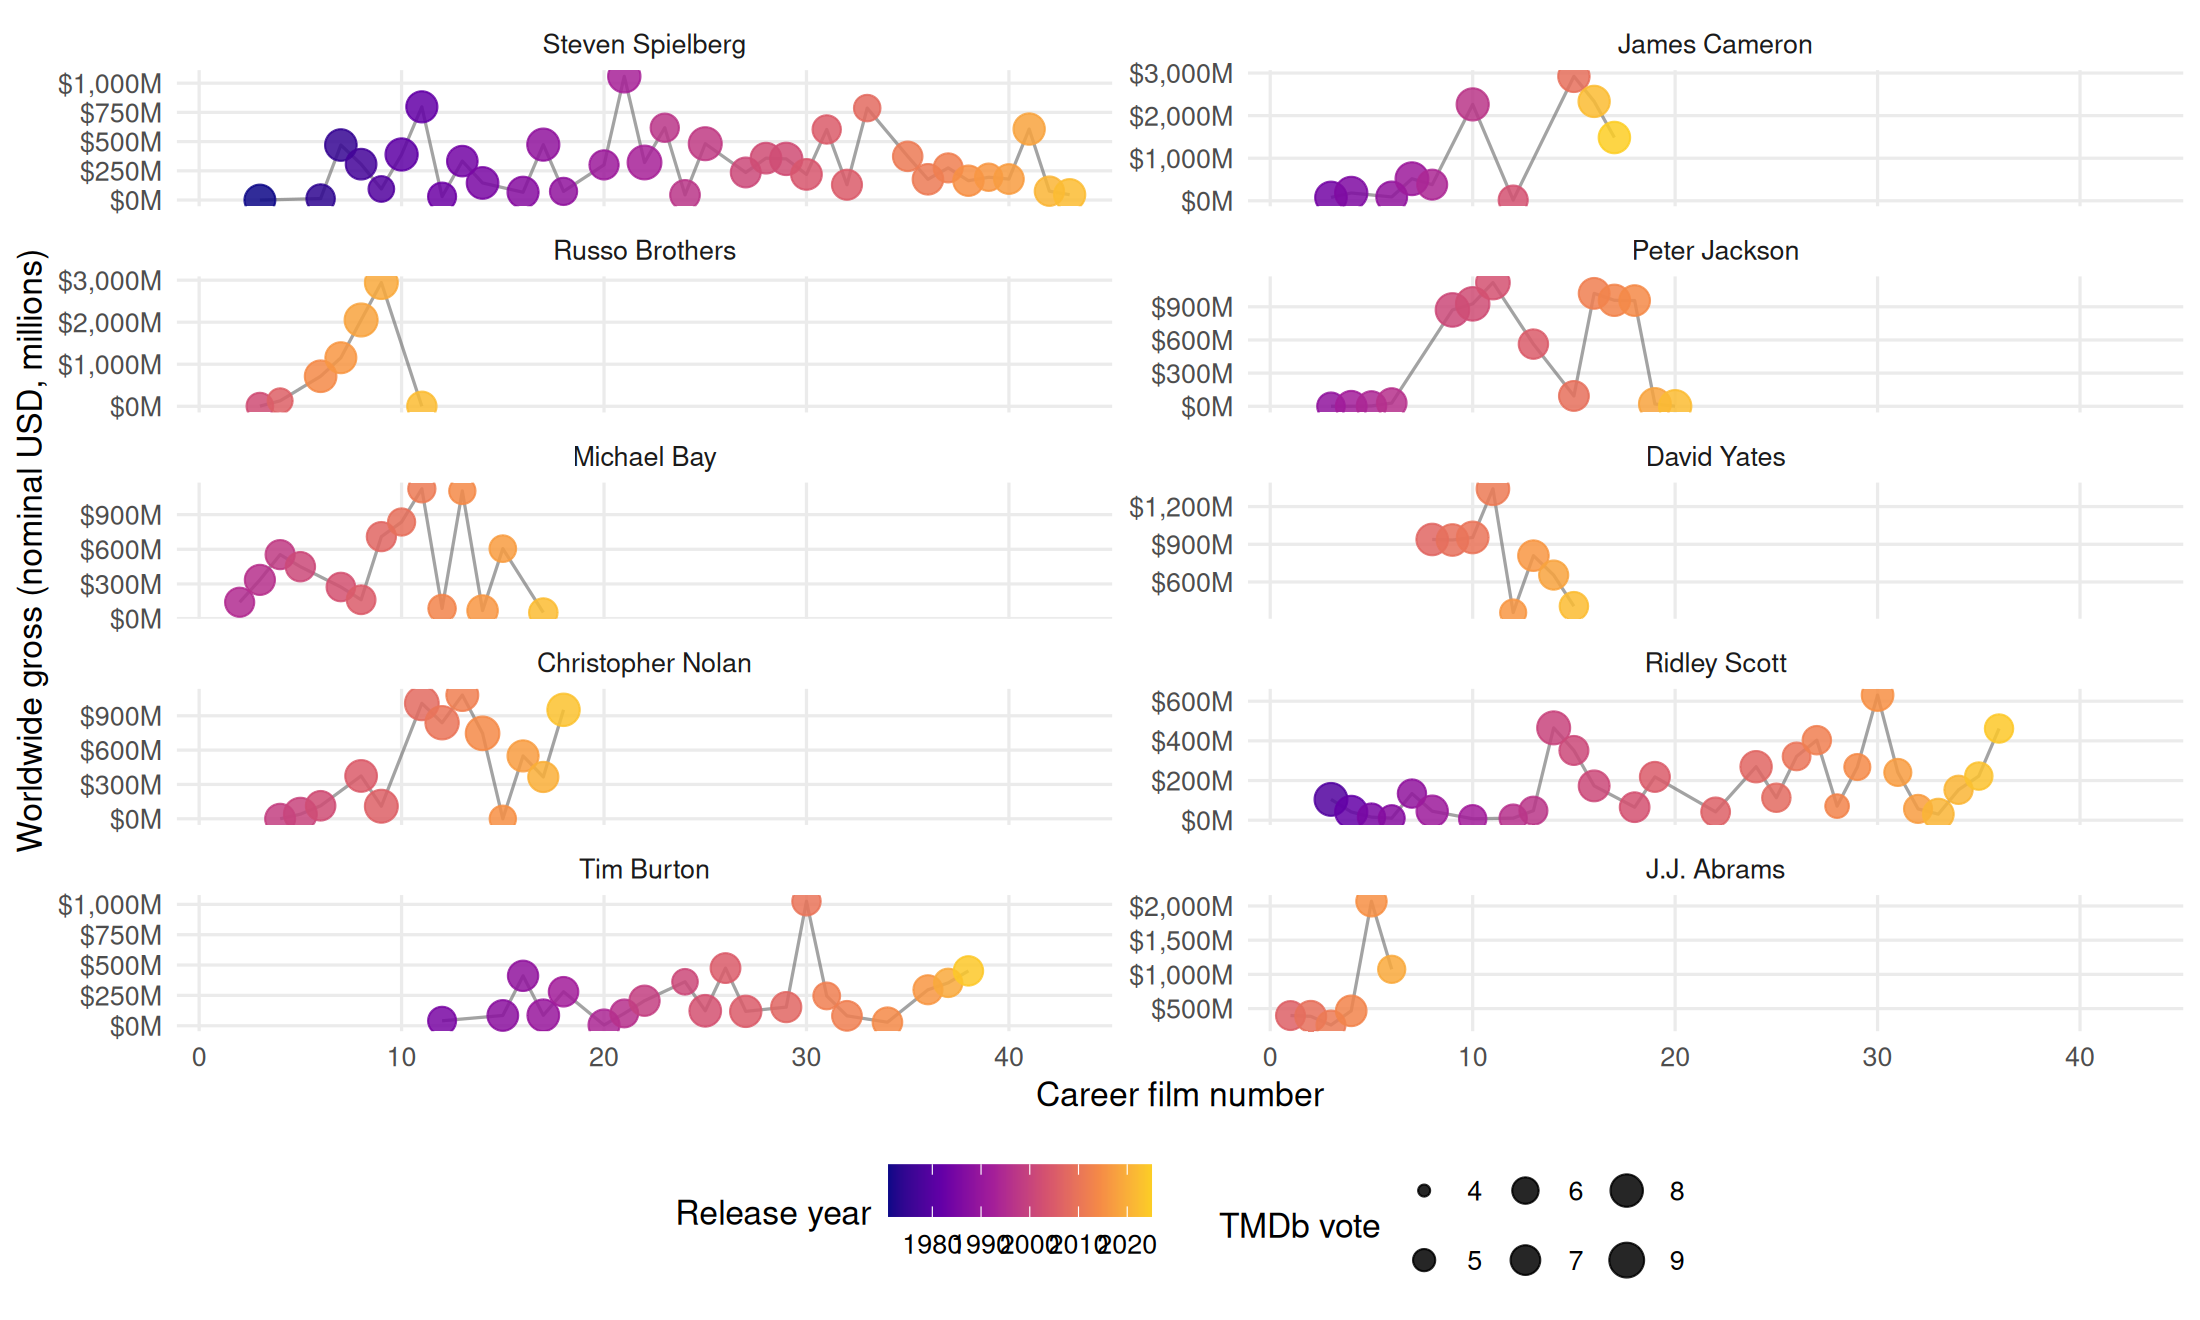 Steven Spielberg
James Cameron
$1,000M
$750M
$500M
$250M
$0M
$3,000M
$2,000M
$1,000M
$0M
Russo Brothers
Peter Jackson
$3,000M
$2,000M
$1,000M
$0M
$900M
$600M
$300M
$0M
Michael Bay
David Yates
$900M
$600M
$300M
$0M
$1,200M
$900M
$600M
Christopher Nolan
Ridley Scott
$900M
$600M
$300M
$0M
$600M
$400M
$200M
$0M
Tim Burton
J.J. Abrams
$1,000M
$750M
$500M
$250M
$0M
$2,000M
$1,500M
$1,000M
$500M
0 10 20 30 40
0 10 20 30 40
Worldwide gross (nominal USD, millions)
Career film number
Release year
1980 1990 2000 2010 2020
TMDb vote
4 6 8
5 7 9